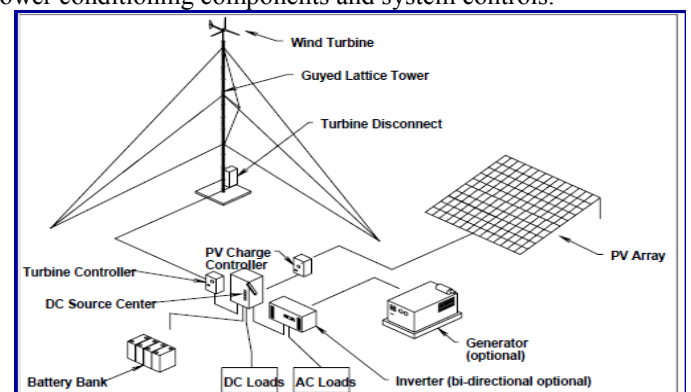 ower conditioning components and system controls.
Wind Turbine
Guyed Lattice Tower
Turbine Disconnect
PV Charge
Controller
PV Array
Turbine Controller
DC Source Center
Generator
(optional)
Battery Bank
DC Loads
AC Loads
Inverter (bi-directional optional)